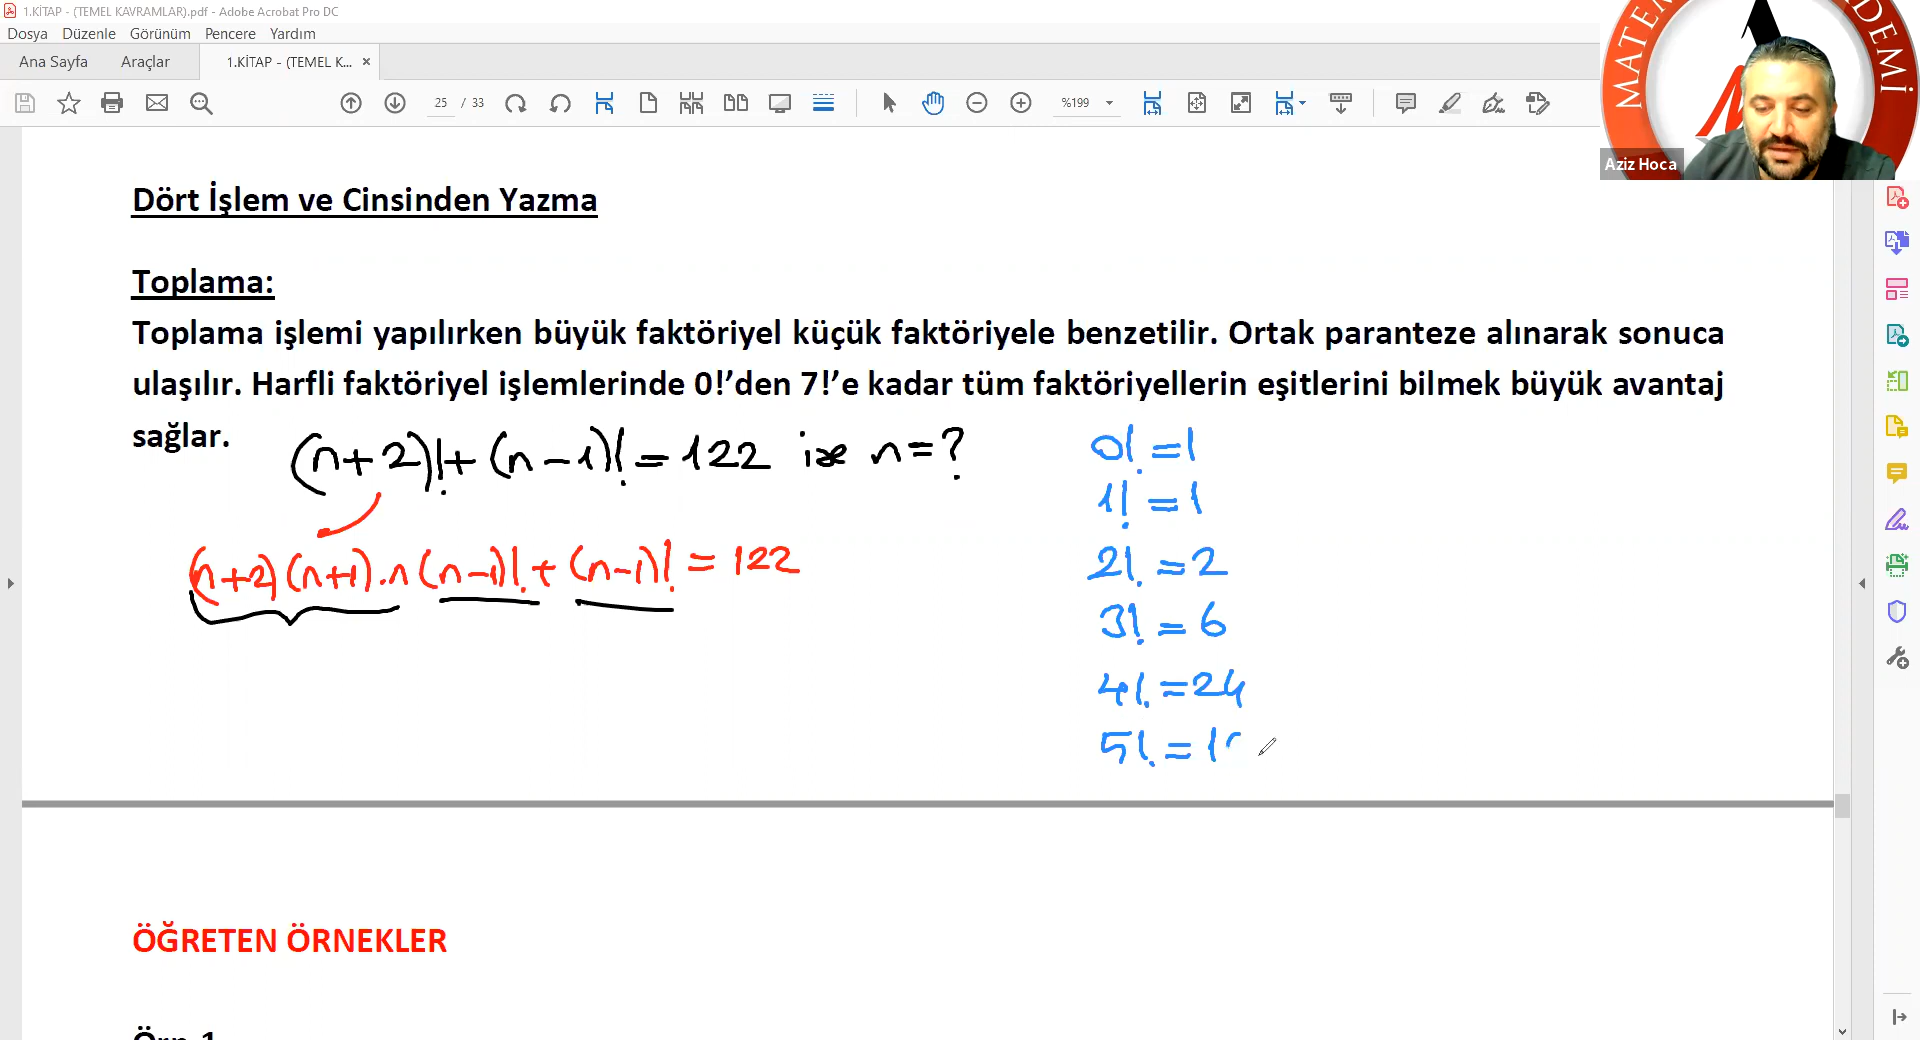 1.KİTAP - (TEMEL KAVRAMLAR).pdf - Adobe Acrobat Pro DC
Dosya Düzenle Görünüm Pencere Yardım
Ana Sayfa Araçlar 1.KİTAP - (TEMEL K... ×
25 / 33 %199
Aziz Hoca
Dört İşlem ve Cinsinden Yazma
Toplama:
Toplama işlemi yapılırken büyük faktöriyel küçük faktöriyele benzetilir. Ortak paranteze alınarak sonuca
ulaşılır. Harfli faktöriyel işlemlerinde 0!’den 7!’e kadar tüm faktöriyellerin eşitlerini bilmek büyük avantaj
sağlar.
(n+2)!+(n-1)!=122 ise n=?
(n+2)(n+1).n(n-1)!+(n-1)!=122
0!=1
1!=1
2!=2
3!=6
4!=24
5!=1
ÖĞRETEN ÖRNEKLER
Örn-1